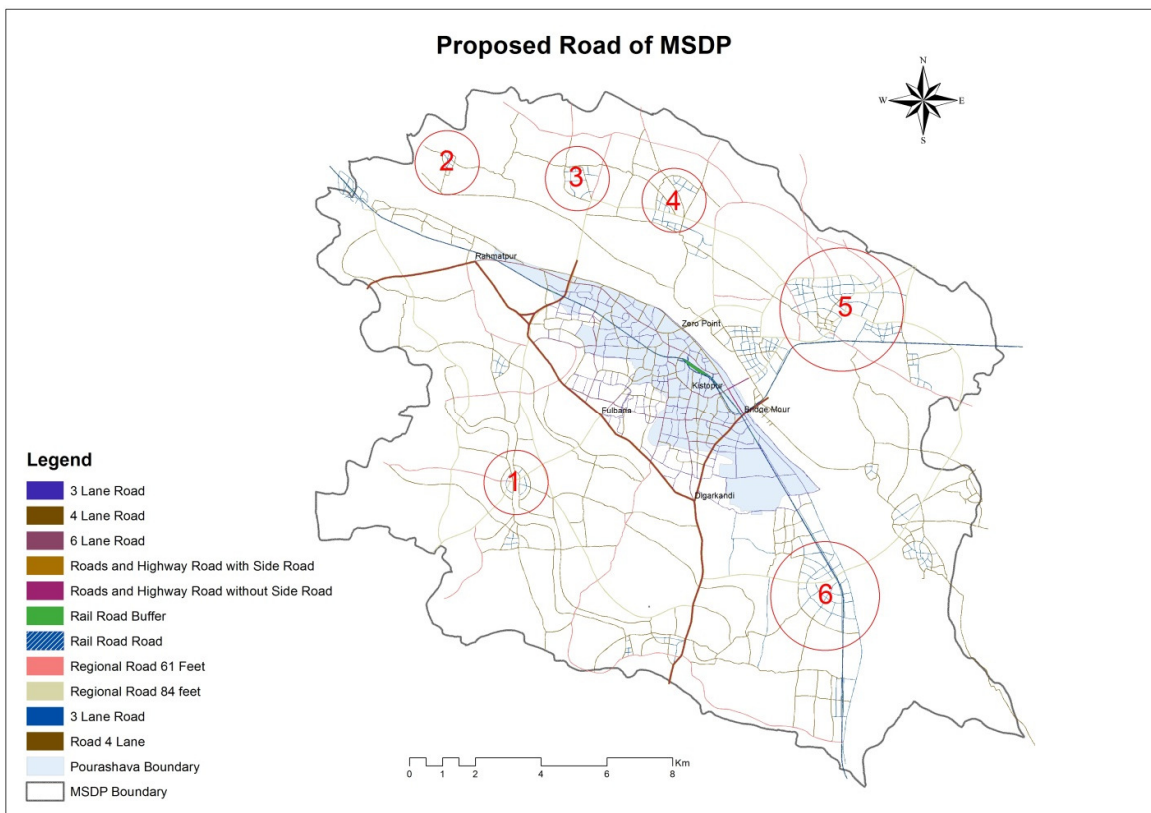 Proposed Road of MSDP
N
W
E
S
2
3
4
5
Rahmatpur
Zero Point
Kistopur
Fulbaria
Bridge Mour
1
Digarkandi
6
Legend
3 Lane Road
4 Lane Road
6 Lane Road
Roads and Highway Road with Side Road
Roads and Highway Road without Side Road
Rail Road Buffer
Rail Road Road
Regional Road 61 Feet
Regional Road 84 feet
3 Lane Road
Road 4 Lane
Pourashava Boundary
MSDP Boundary
Km
0 1 2 4 6 8